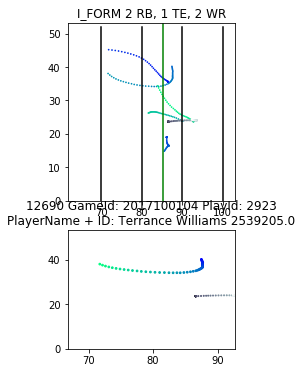 I_FORM 2 RB, 1 TE, 2 WR
50
40
30
20
10
0
70 80 90 100
12690 GameId: 2017100104 PlayId: 2923
PlayerName + ID: Terrance Williams 2539205.0
40
20
0
70 80 90